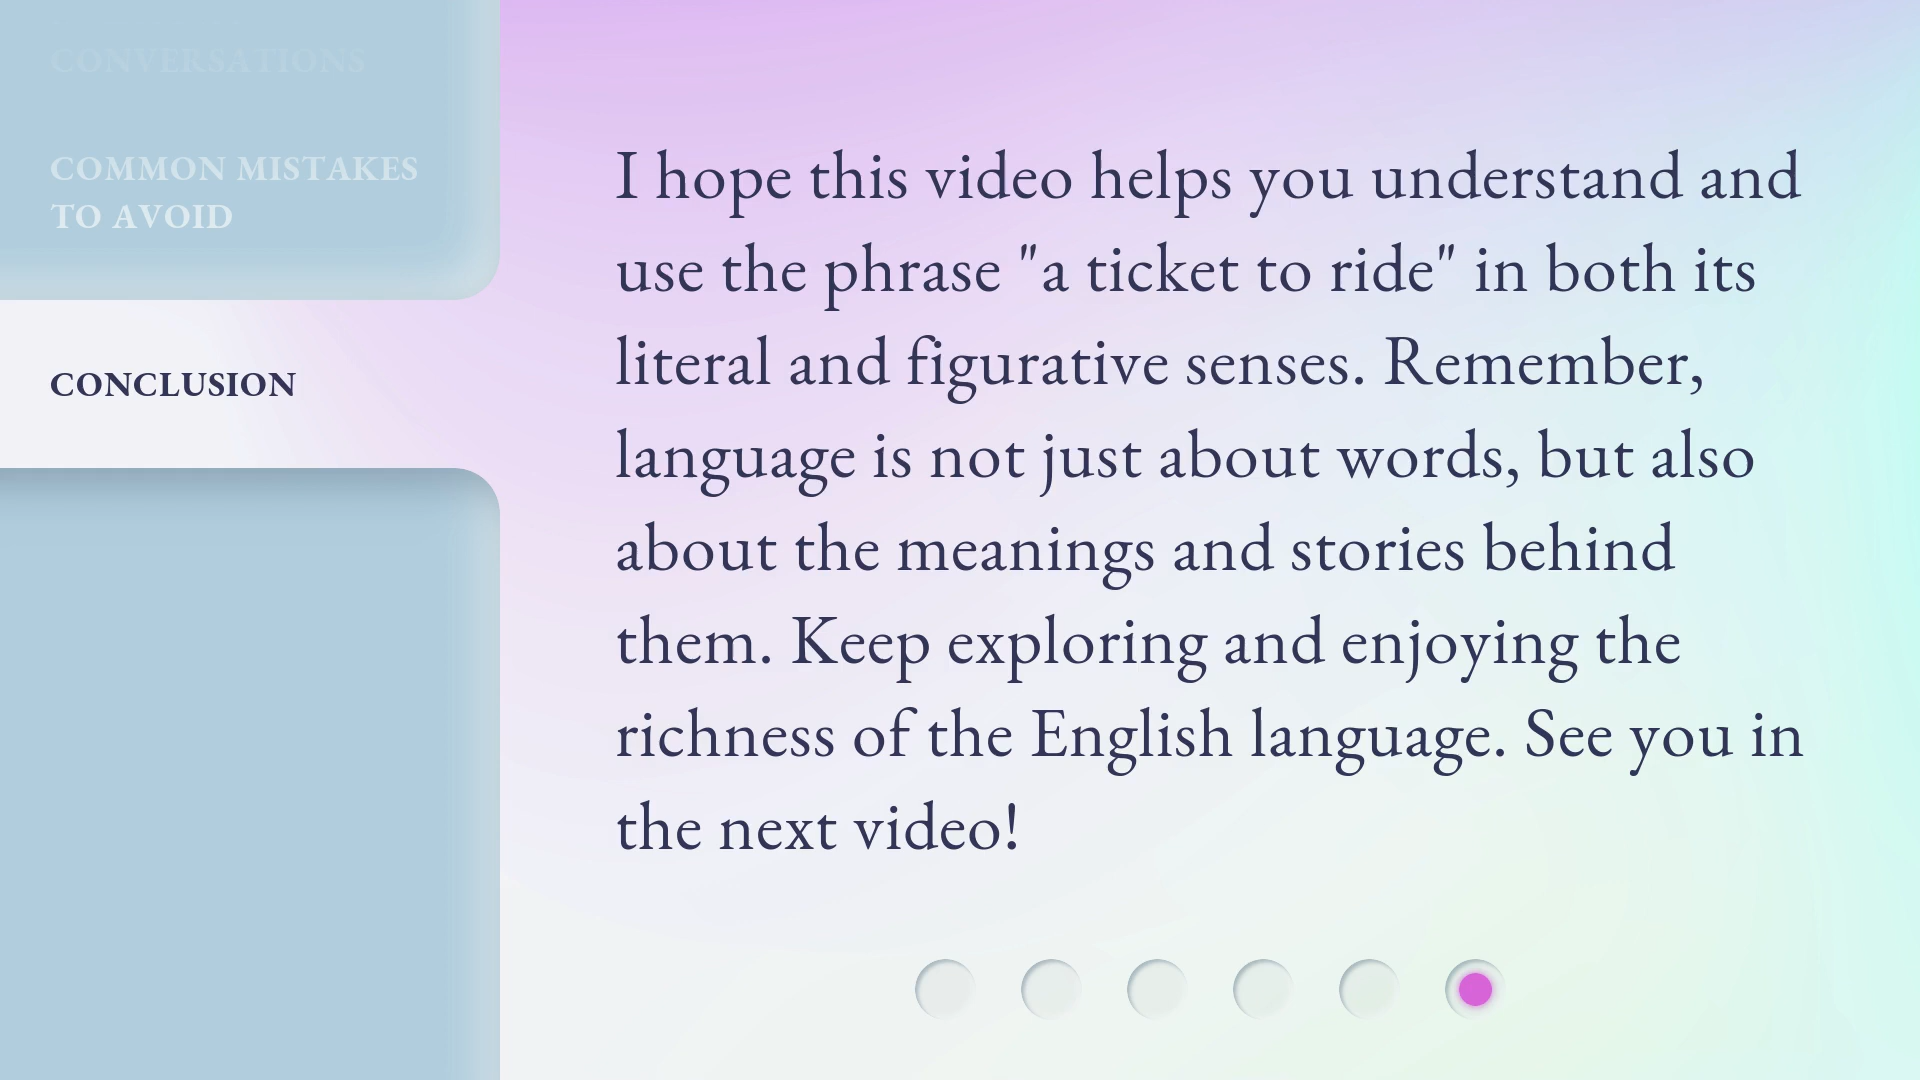 CONVERSATIONS
COMMON MISTAKES
TO AVOID
CONCLUSION
I hope this video helps you understand and
use the phrase "a ticket to ride" in both its
literal and figurative senses. Remember,
language is not just about words, but also
about the meanings and stories behind
them. Keep exploring and enjoying the
richness of the English language. See you in
the next video!